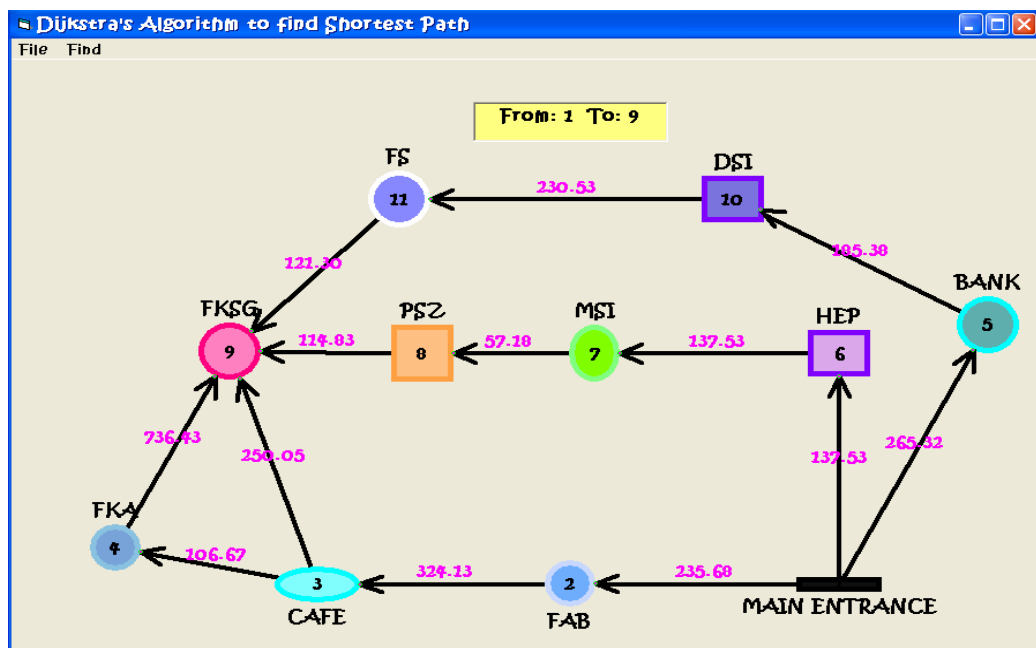 Dijkstra's Algorithm to find Shortest Path
File Find
From: 1 To: 9
FS
DSI
11
230.53
10
121.30
185.38
BANK
FKSG
PSZ
MSI
HEP
5
9
114.83
8
57.18
7
137.53
6
736.43
250.05
137.53
265.32
FKA
4
106.67
3
324.13
2
235.68
CAFE
FAB
MAIN ENTRANCE